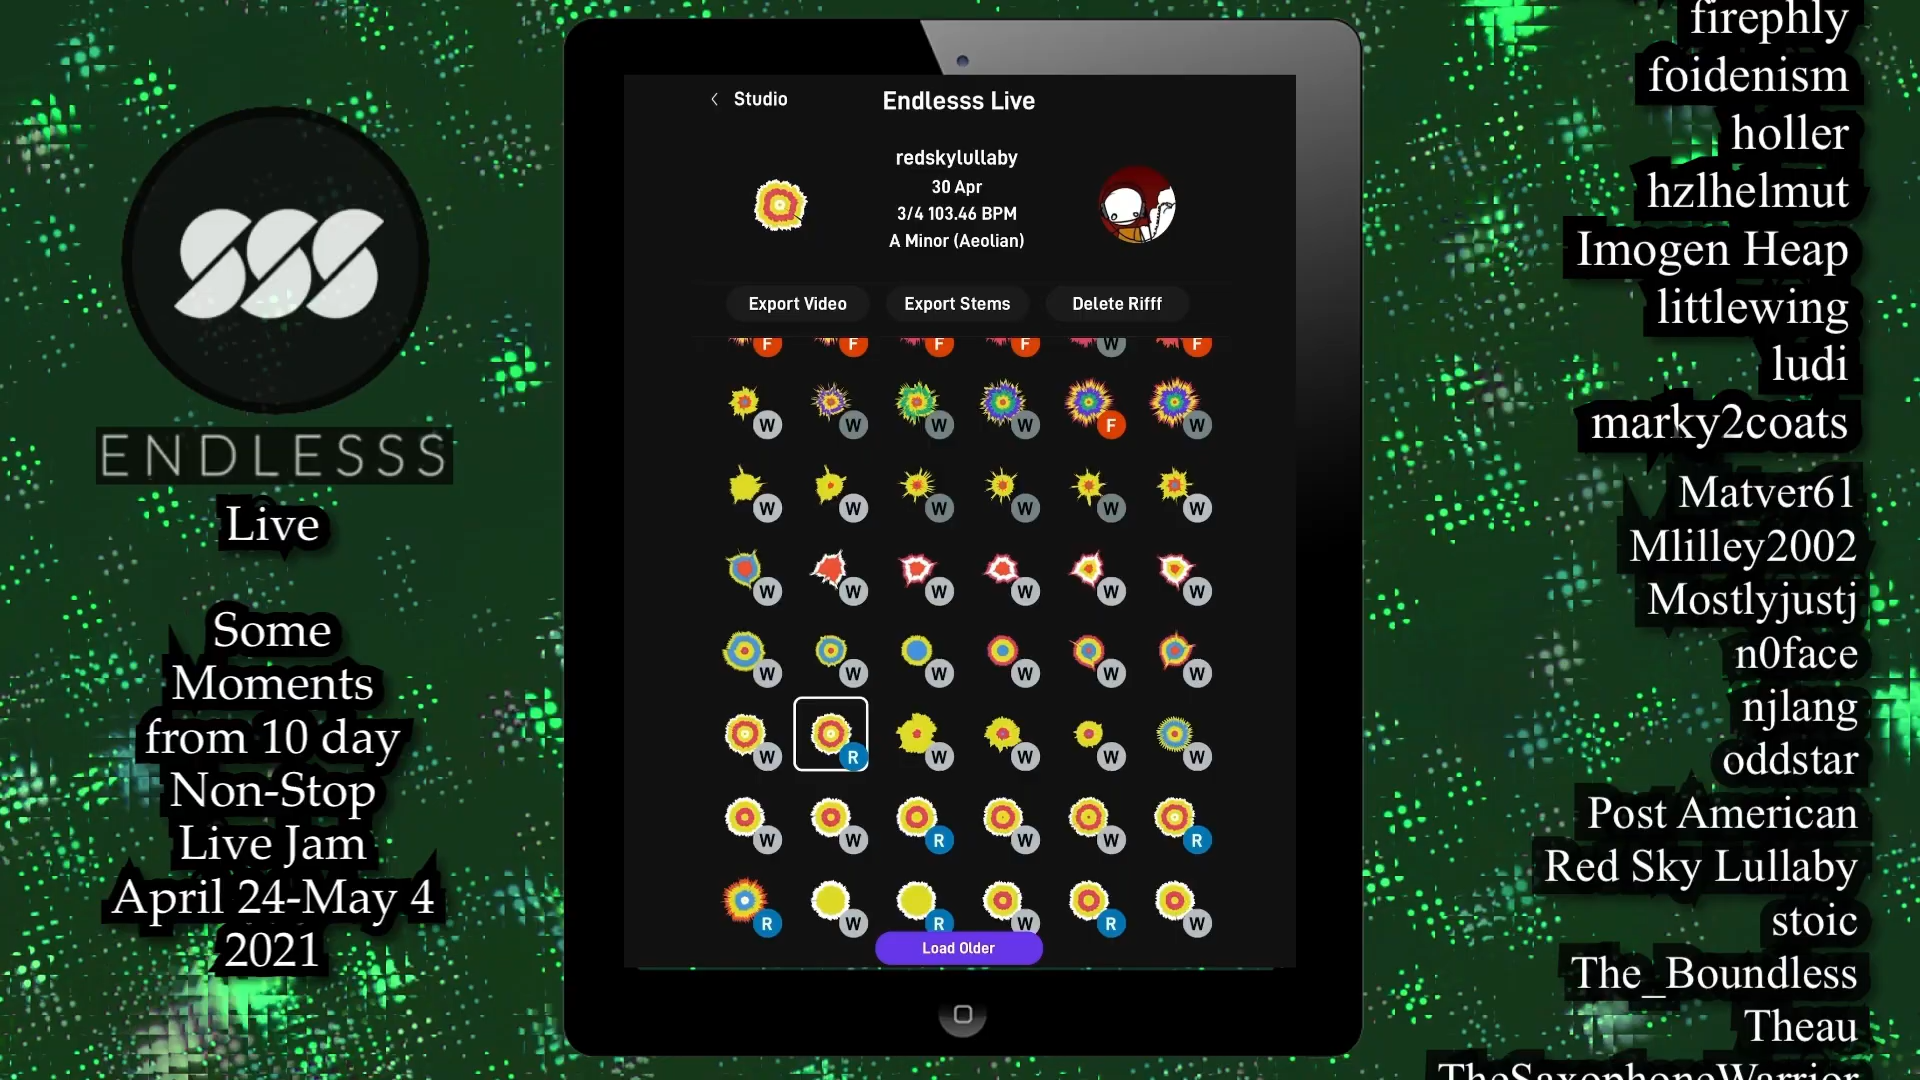 SSS
ENDLESSS
Live
Some
Moments
from 10 day
Non-Stop
Live Jam
April 24-May 4
2021
Studio
Endlesss Live
redskylullaby
30 Apr
3/4 103.46 BPM
A Minor (Aeolian)
Export Video
Export Stems
Delete Rifff
F F F F W F
W W W W F W
W W W W W W
W W W W W W
W W W W W W
W R W W W W
W W R W W R
R W R W R W
Load Older
firephly
foidenism
holler
hzlhelmut
Imogen Heap
littlewing
ludi
marky2coats
Matver61
Mlilley2002
Mostlyjustj
n0face
njlang
oddstar
Post American
Red Sky Lullaby
stoic
The_Boundless
Theau
TheSaxophoneWarrior